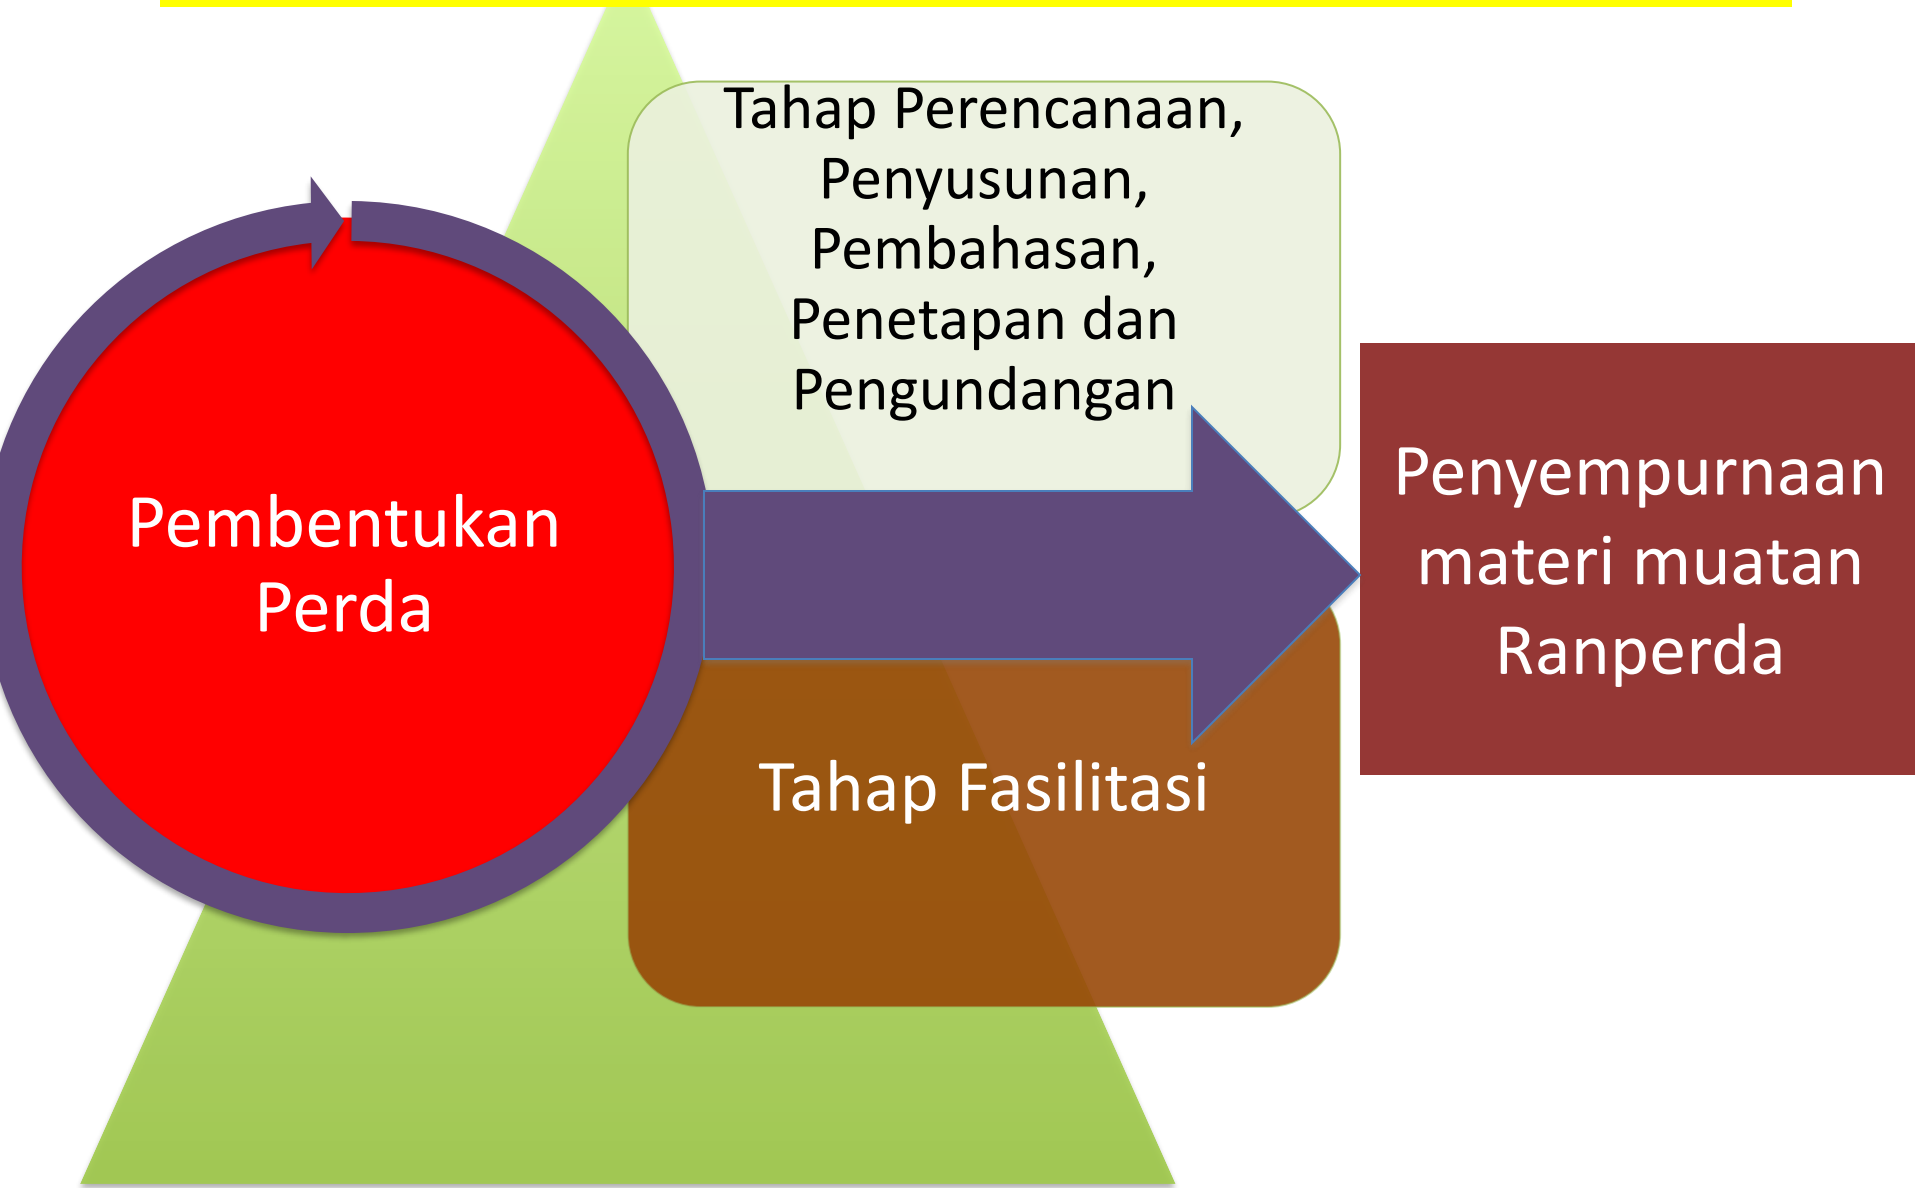 Tahap Perencanaan,
Penyusunan,
Pembahasan,
Penetapan dan
Pengundangan
Pembentukan
Perda
Penyempurnaan
materi muatan
Ranperda
Tahap Fasilitasi